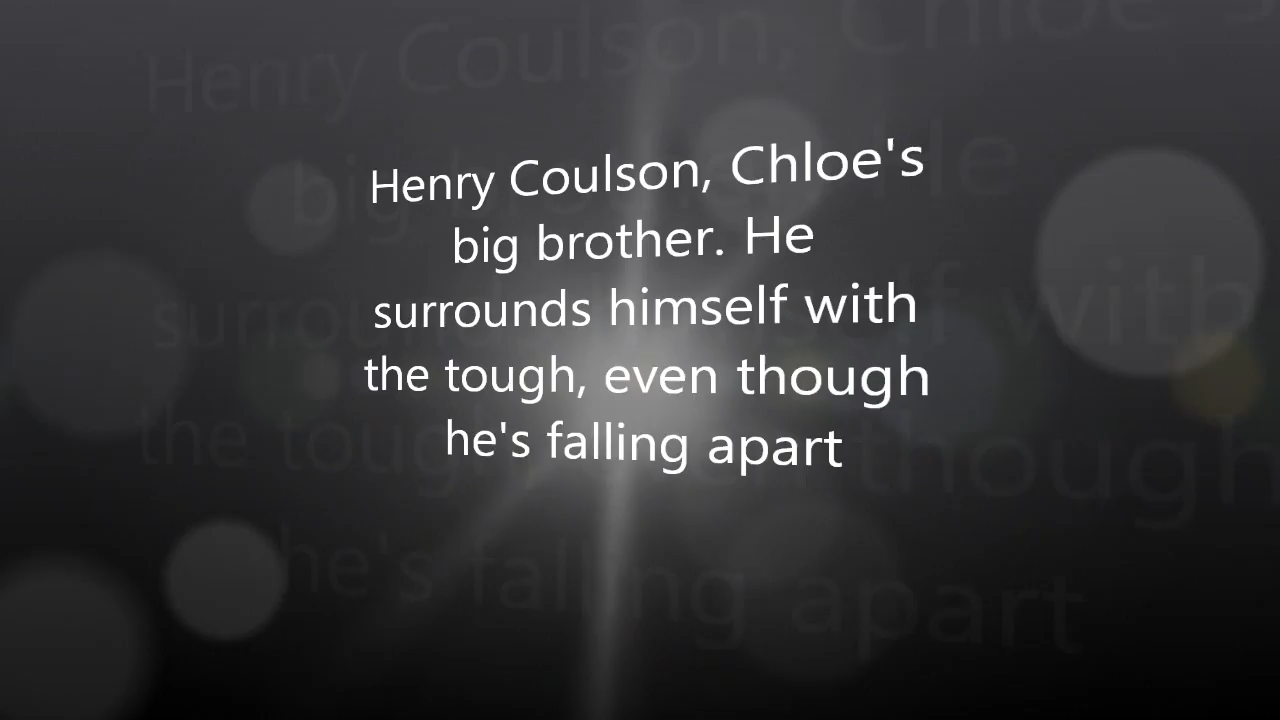 Henry Coulson, Chloe's
big brother. He
surrounds himself with
the tough, even though
he's falling apart